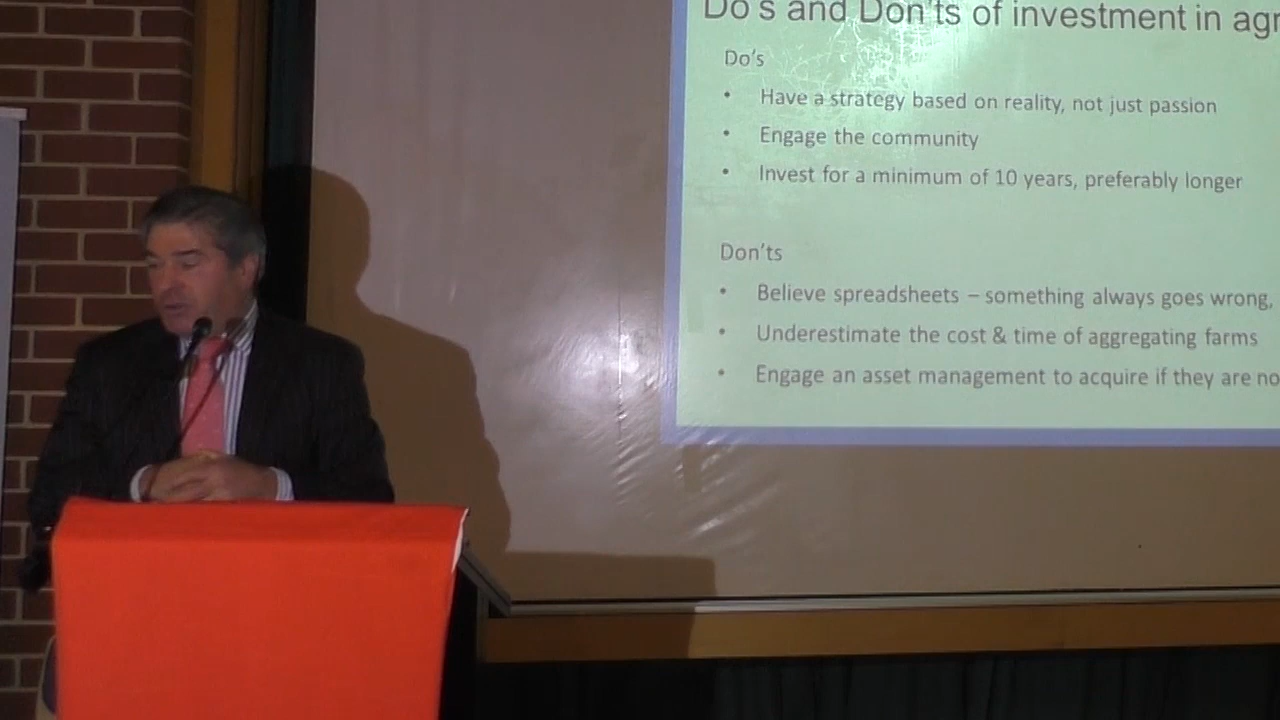 Do's and Don'ts of investment in agr
Do's
• Have a strategy based on reality, not just passion
• Engage the community
• Invest for a minimum of 10 years, preferably longer
Don'ts
• Believe spreadsheets – something always goes wrong,
• Underestimate the cost & time of aggregating farms
• Engage an asset management to acquire if they are no